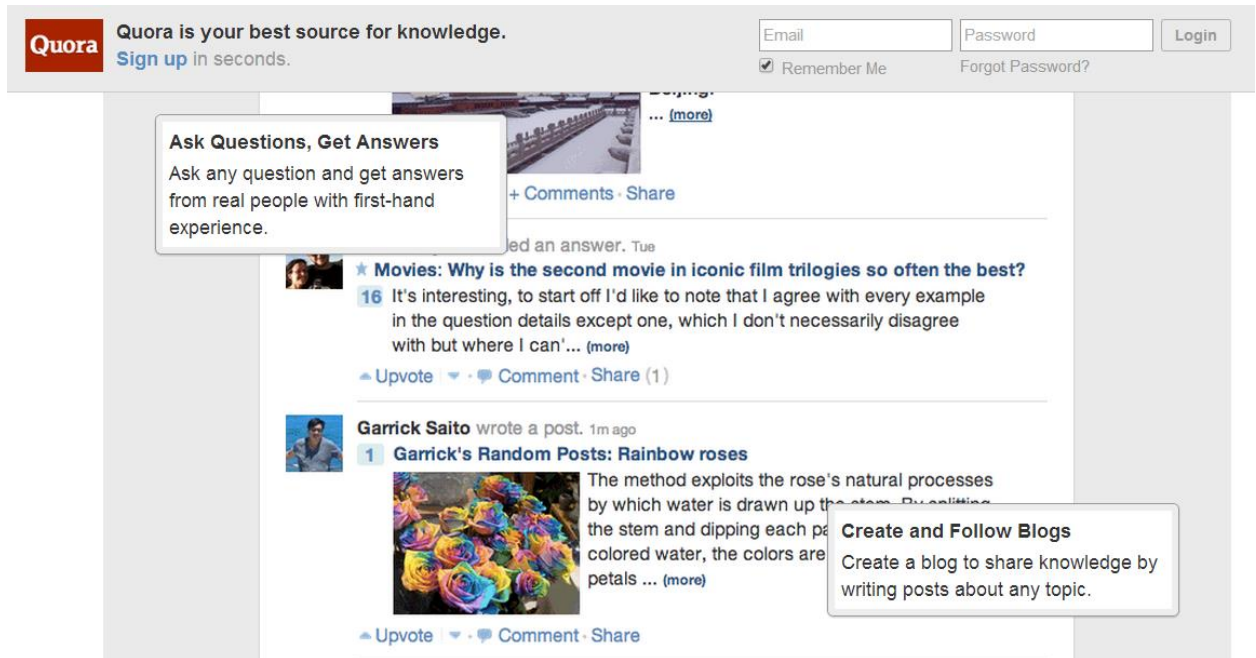 Quora
Quora is your best source for knowledge.
Sign up in seconds.
Email
Password
Login
Remember Me
Forgot Password?
... (more)
Ask Questions, Get Answers
Ask any question and get answers
from real people with first-hand
experience.
+ Comments · Share
an answer. Tue
Movies: Why is the second movie in iconic film trilogies so often the best?
16 It's interesting, to start off I'd like to note that I agree with every example
in the question details except one, which I don't necessarily disagree
with but where I can'... (more)
Upvote · Comment · Share (1)
Garrick Saito wrote a post. 1m ago
1 Garrick's Random Posts: Rainbow roses
The method exploits the rose's natural processes
by which water is drawn up the stem. By splitting
the stem and dipping each pa
colored water, the colors are
petals ... (more)
Create and Follow Blogs
Create a blog to share knowledge by
writing posts about any topic.
Upvote · Comment · Share